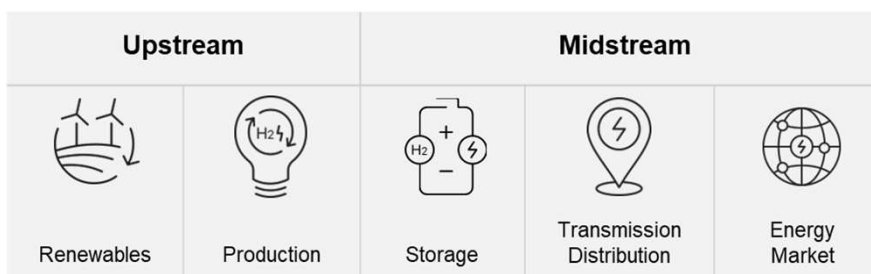 Upstream
Midstream
H2
H2
Renewables
Production
Storage
Transmission
Distribution
Energy
Market